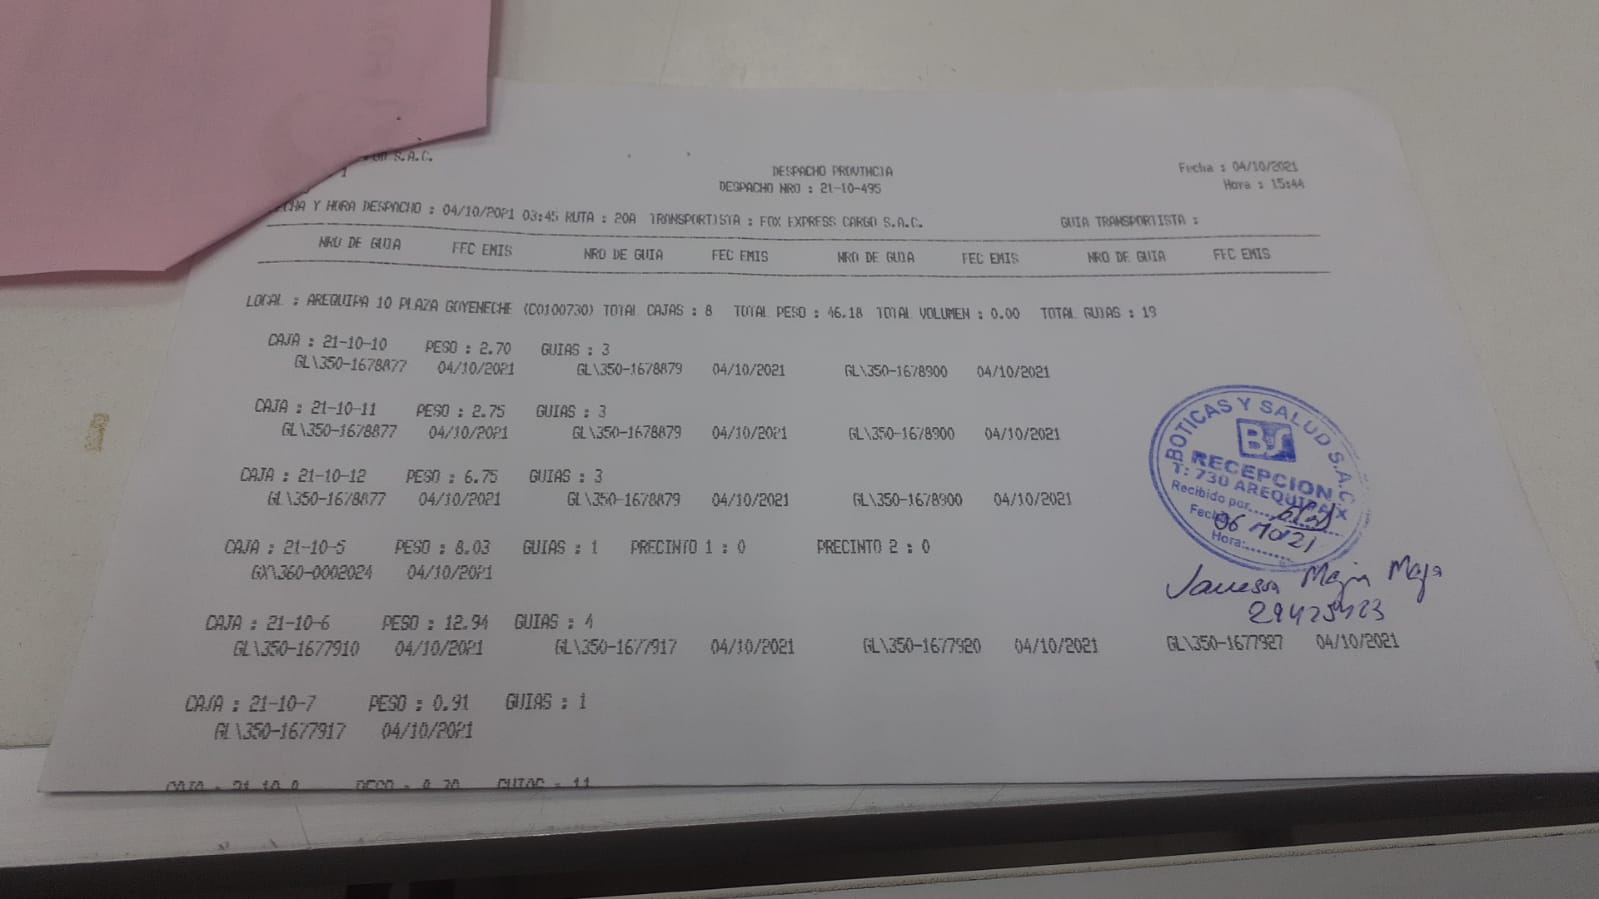 GO S.A.C.
1
DESPACHO PROVINCIA
Fecha : 04/10/2021
DESPACHO NRO : 21-10-495
Hora : 15:44
CHA Y HORA DESPACHO : 04/10/2021 03:45 RUTA : 20A TRANSPORTISTA : FOX EXPRESS CARGO S.A.C. GUIA TRANSPORTISTA :
NRO DE GUIA FEC EMIS NRO DE GUIA FEC EMIS NRO DE GUIA FEC EMIS NRO DE GUIA FEC EMIS
LOCAL : AREQUIPA 10 PLAZA GOYENECHE (C0100730) TOTAL CAJAS : 8 TOTAL PESO : 46.18 TOTAL VOLUMEN : 0.00 TOTAL GUIAS : 19
CAJA : 21-10-10 PESO : 2.70 GUIAS : 3
GL\350-1678877 04/10/2021 GL\350-1678879 04/10/2021 GL\350-1678900 04/10/2021
CAJA : 21-10-11 PESO : 2.75 GUIAS : 3
GL\350-1678877 04/10/2021 GL\350-1678879 04/10/2021 GL\350-1678900 04/10/2021
CAJA : 21-10-12 PESO : 6.75 GUIAS : 3
GL\350-1678877 04/10/2021 GL\350-1678879 04/10/2021 GL\350-1678900 04/10/2021
CAJA : 21-10-5 PESO : 8.03 GUIAS : 1 PRECINTO 1 : 0 PRECINTO 2 : 0
GX\360-0002024 04/10/2021
CAJA : 21-10-6 PESO : 12.94 GUIAS : 4
GL\350-1677910 04/10/2021 GL\350-1677917 04/10/2021 GL\350-1677920 04/10/2021 GL\350-1677927 04/10/2021
CAJA : 21-10-7 PESO : 0.91 GUIAS : 1
GL\350-1677917 04/10/2021
GUIAS : 11
BOTICAS Y SALUD S.A.C
BS
RECEPCION
T: 730 AREQUIPA X
Recibido por
Fecha 06 10/21
Hora:
Vanessa Mejia